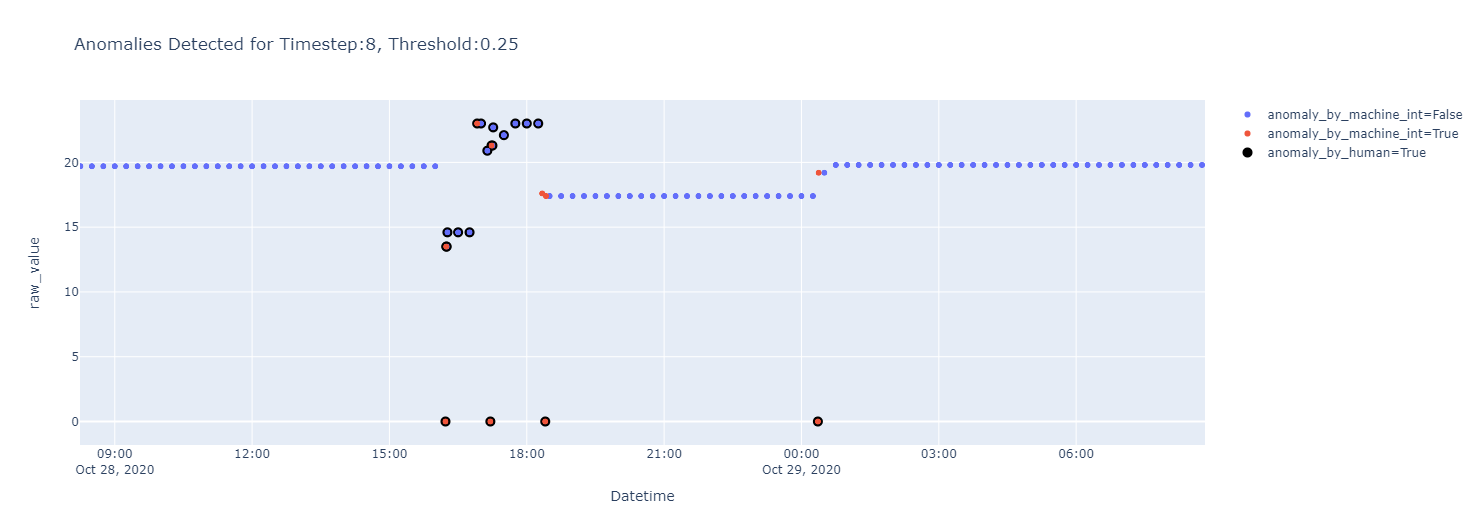 Anomalies Detected for Timestep:8, Threshold:0.25
anomaly_by_machine_int=False
anomaly_by_machine_int=True
anomaly_by_human=True
raw_value
20
15
10
5
0
09:00 12:00 15:00 18:00 21:00 00:00 03:00 06:00
Oct 28, 2020 Oct 29, 2020
Datetime